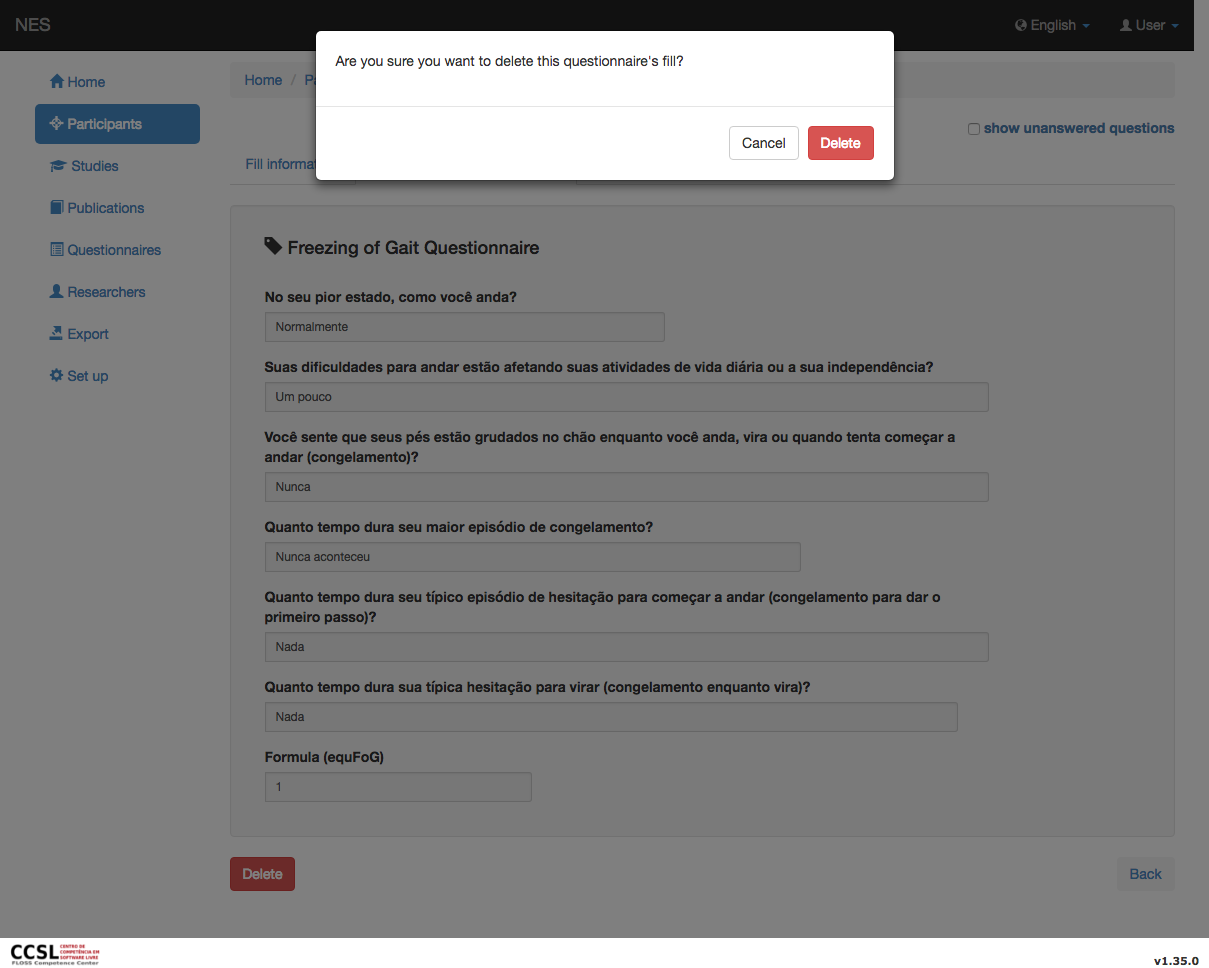 NES
English
User
Are you sure you want to delete this questionnaire's fill?
Cancel
Delete
Home
Participants
Studies
Publications
Questionnaires
Researchers
Export
Set up
Home /
show unanswered questions
Fill
Freezing of Gait Questionnaire
No seu pior estado, como você anda?
Normalmente
Suas dificuldades para andar estão afetando suas atividades de vida diária ou a sua independência?
Um pouco
Você sente que seus pés estão grudados no chão enquanto você anda, vira ou quando tenta começar a
andar (congelamento)?
Nunca
Quanto tempo dura seu maior episódio de congelamento?
Nunca aconteceu
Quanto tempo dura seu típico episódio de hesitação para começar a andar (congelamento para dar o
primeiro passo)?
Nada
Quanto tempo dura sua típica hesitação para virar (congelamento enquanto vira)?
Nada
Formula (equFoG)
1
Delete
Back
CCSL
CENTRO DE
COMPETÊNCIA EM
SOFTWARE LIVRE
FLOSS Competence Center
v1.35.0